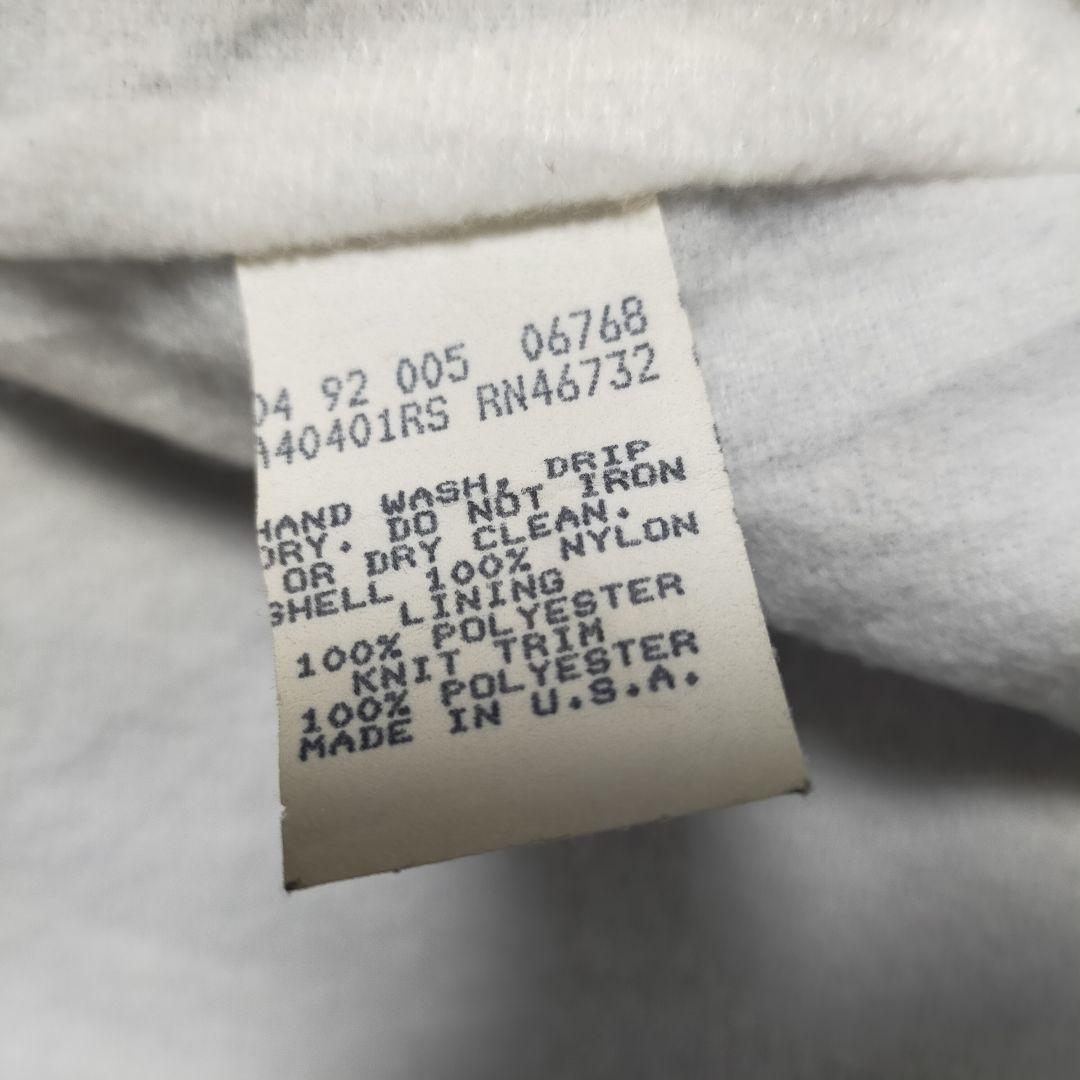 04 92 005 06768
A40401RS RN46732
HAND WASH, DRIP
DRY. DO NOT IRON
OR DRY CLEAN.
SHELL 100% NYLON
LINING
100% POLYESTER
KNIT TRIM
100% POLYESTER
MADE IN U.S.A.